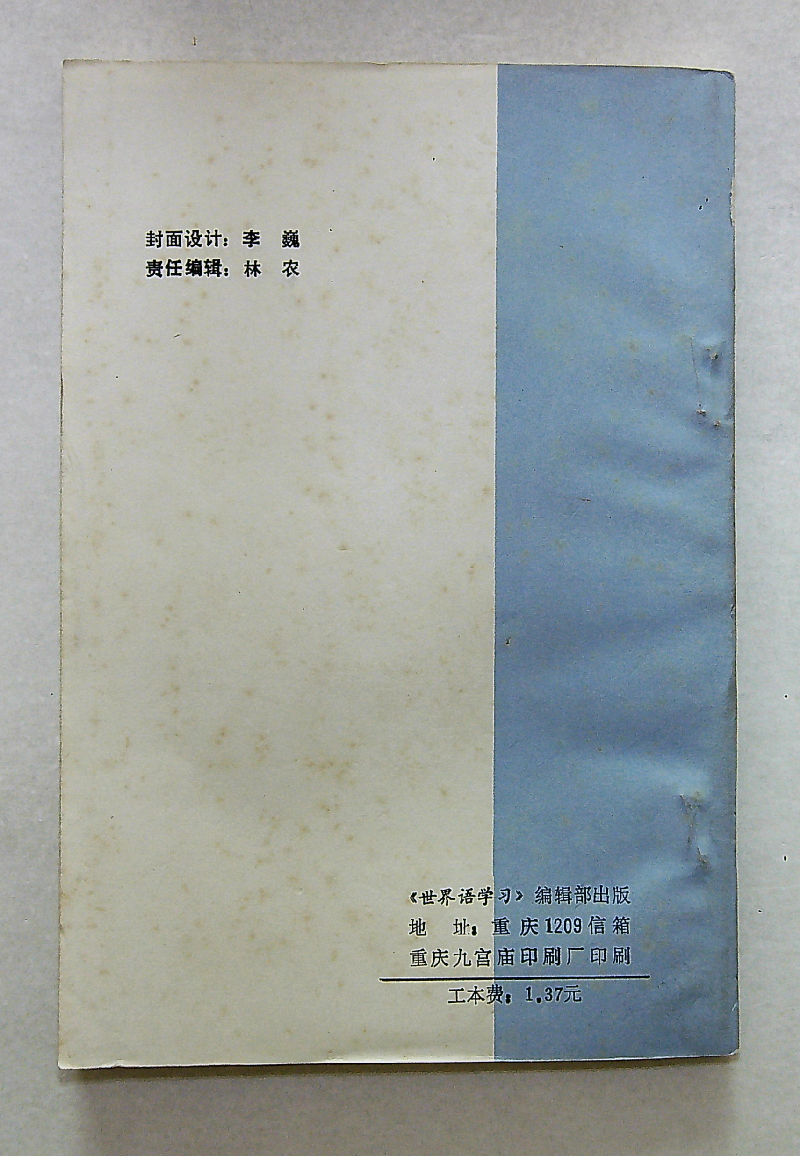 封面设计：李 巍
责任编辑：林 农
《世界语学习》编辑部出版
地 址：重庆1209信箱
重庆九宫庙印刷厂印刷
工本费：1.37元